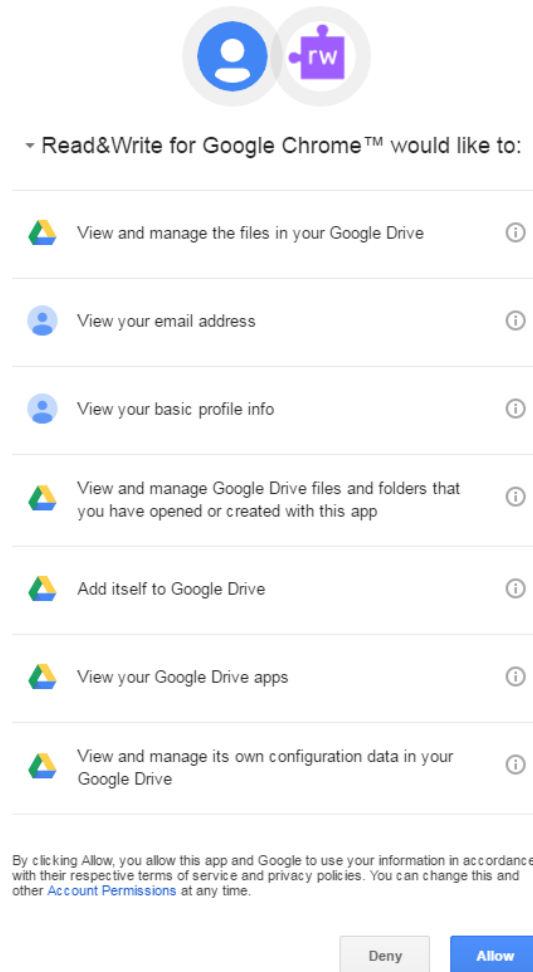 rw
Read&Write for Google Chrome™ would like to:
View and manage the files in your Google Drive
View your email address
View your basic profile info
View and manage Google Drive files and folders that
you have opened or created with this app
Add itself to Google Drive
View your Google Drive apps
View and manage its own configuration data in your
Google Drive
By clicking Allow, you allow this app and Google to use your information in accordance
with their respective terms of service and privacy policies. You can change this and
other Account Permissions at any time.
Deny Allow